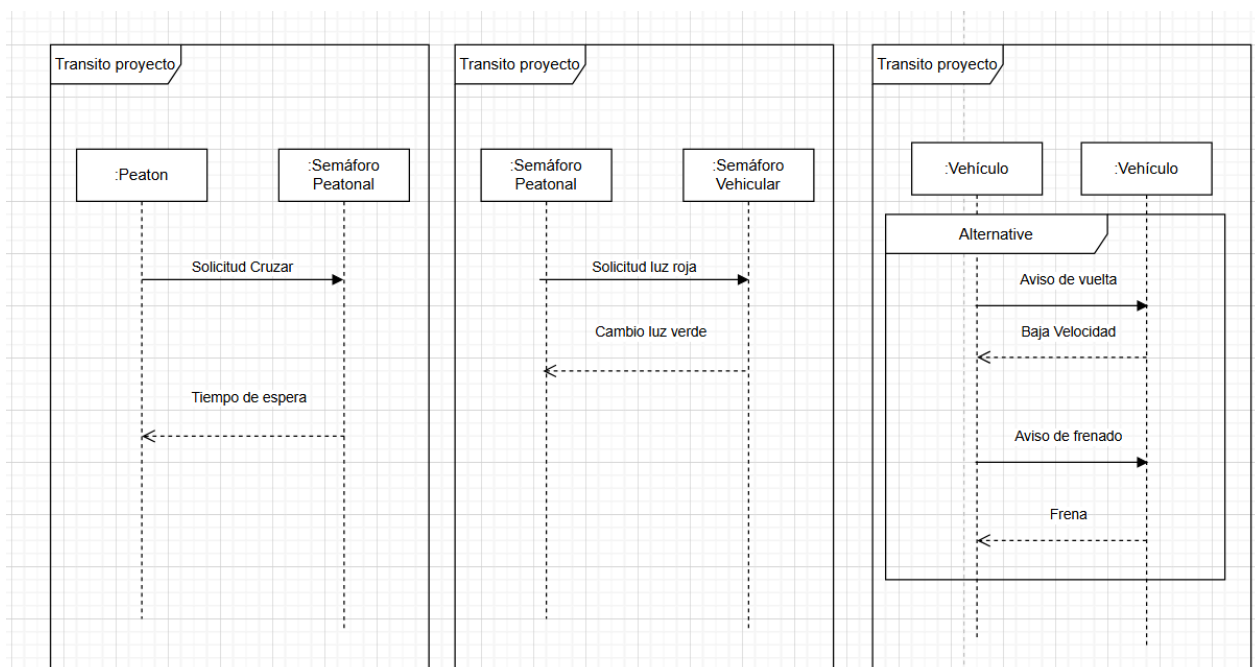 Transito proyecto
:Peaton
:Semáforo
Peatonal
Solicitud Cruzar
Tiempo de espera
Transito proyecto
:Semáforo
Peatonal
:Semáforo
Vehicular
Solicitud luz roja
Cambio luz verde
Transito proyecto
:Vehículo
:Vehículo
Alternative
Aviso de vuelta
Baja Velocidad
Aviso de frenado
Frena